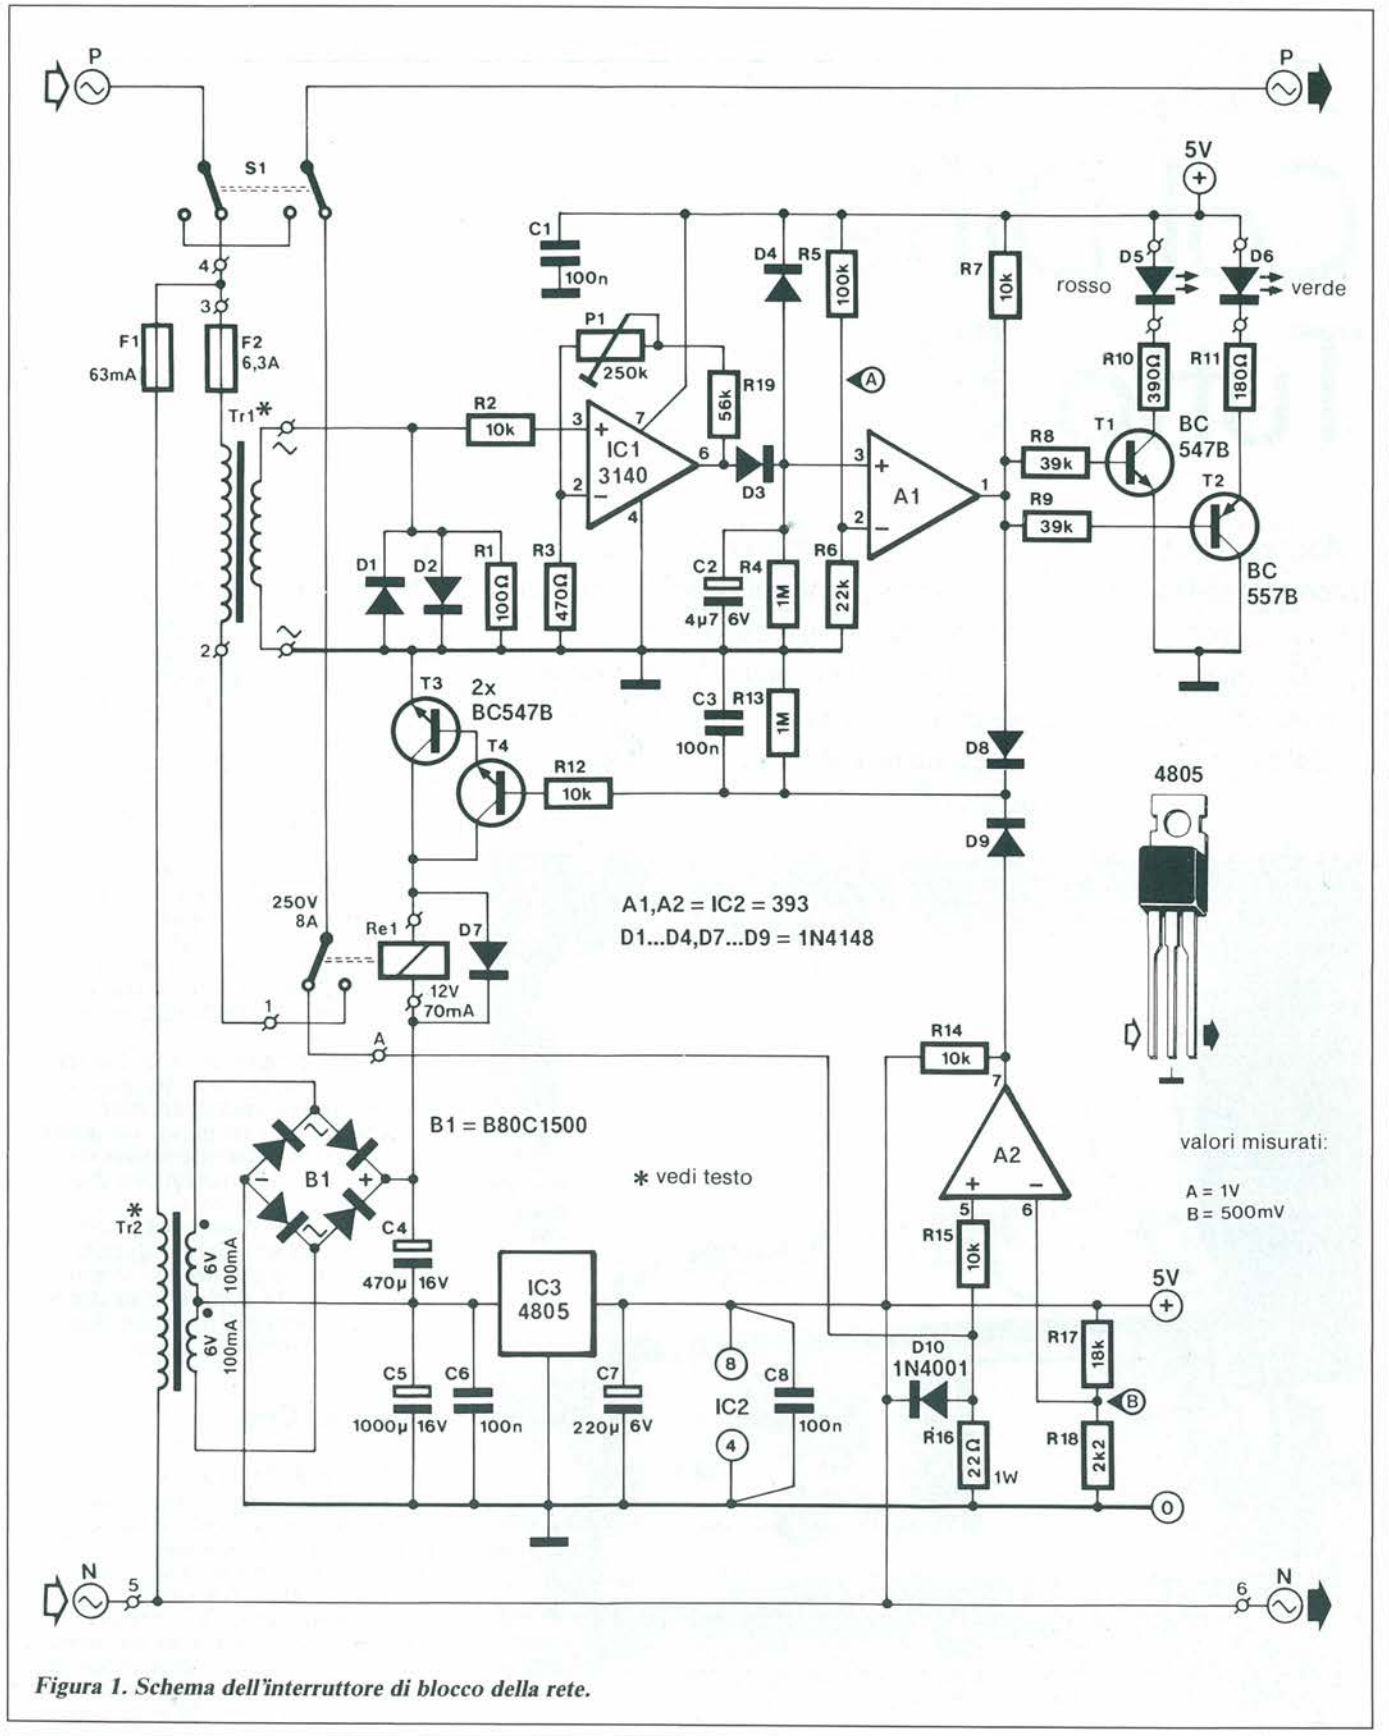 P
P
S1
5V
+
C1
100n
D4
R5
100k
R7
10k
D5
D6
rosso
verde
4
3
F1
63mA
F2
6,3A
P1
250k
R19
56k
A
R10
390Ω
R11
180Ω
Tr1*
R2
10k
3
+
7
IC1
3140
6
2
−
4
D3
3
+
A1
1
2
−
R8
39k
T1
BC
547B
R9
39k
T2
BC
557B
D1
D2
R1
100Ω
R3
470Ω
C2
4µ7 6V
R4
1M
R6
22k
2
T3
2x
BC547B
T4
R12
10k
C3
100n
R13
1M
D8
D9
4805
250V
8A
Re1
D7
12V
70mA
1
A
A1,A2 = IC2 = 393
D1...D4,D7...D9 = 1N4148
R14
10k
7
A2
+
−
5
6
B1 = B80C1500
* vedi testo
valori misurati:
A = 1V
B = 500mV
−
B1
+
*
Tr2
6V
100mA
6V
100mA
C4
470µ 16V
IC3
4805
R15
10k
5V
+
C5
1000µ 16V
C6
100n
C7
220µ 6V
8
IC2
4
C8
100n
D10
1N4001
R16
22Ω
1W
R17
18k
B
R18
2k2
0
N
5
6
N
Figura 1. Schema dell'interruttore di blocco della rete.